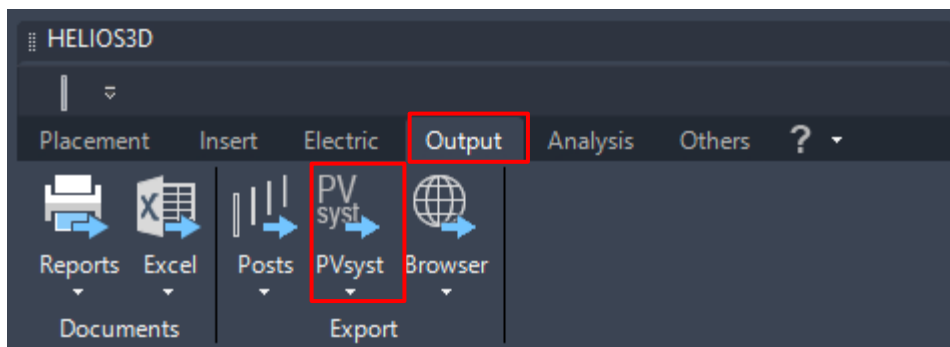 HELIOS3D
Placement Insert Electric Output Analysis Others ?
PV
syst
Reports Excel Posts PVsyst Browser
Documents Export